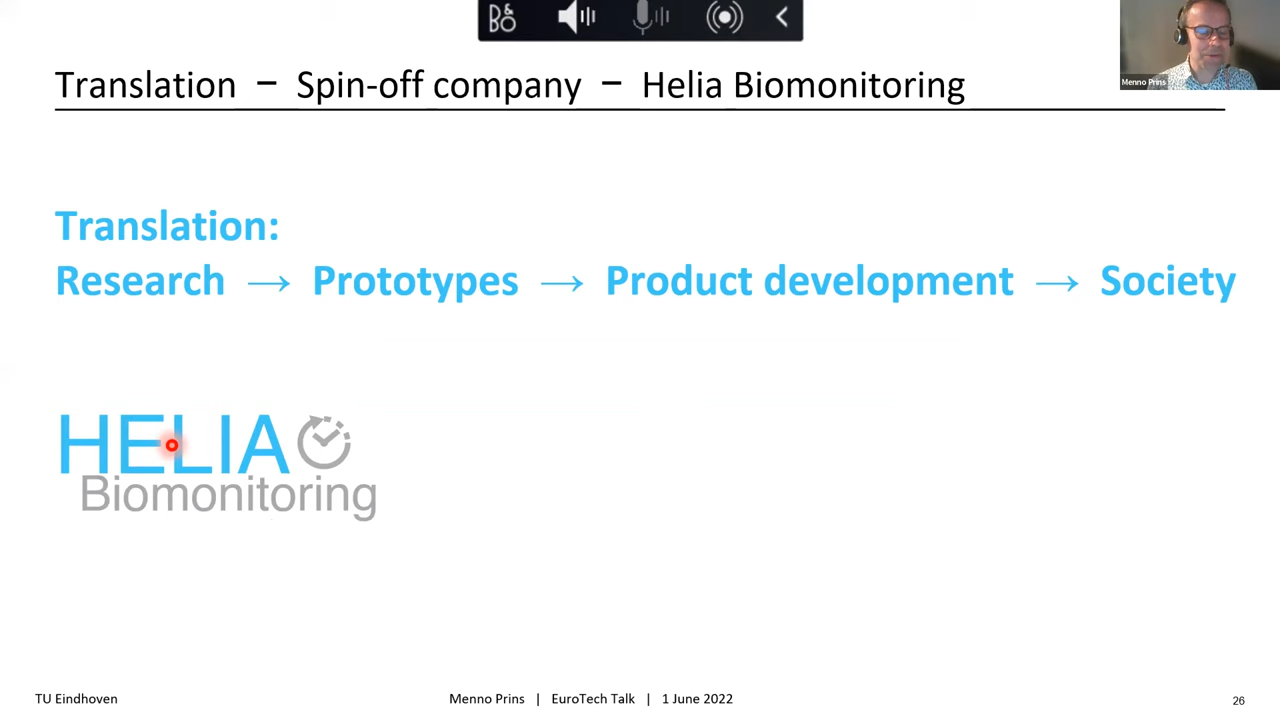 B&O
Menno Prins
Translation – Spin-off company – Helia Biomonitoring
Translation:
Research → Prototypes → Product development → Society
HELIA
Biomonitoring
TU Eindhoven
Menno Prins | EuroTech Talk | 1 June 2022
26